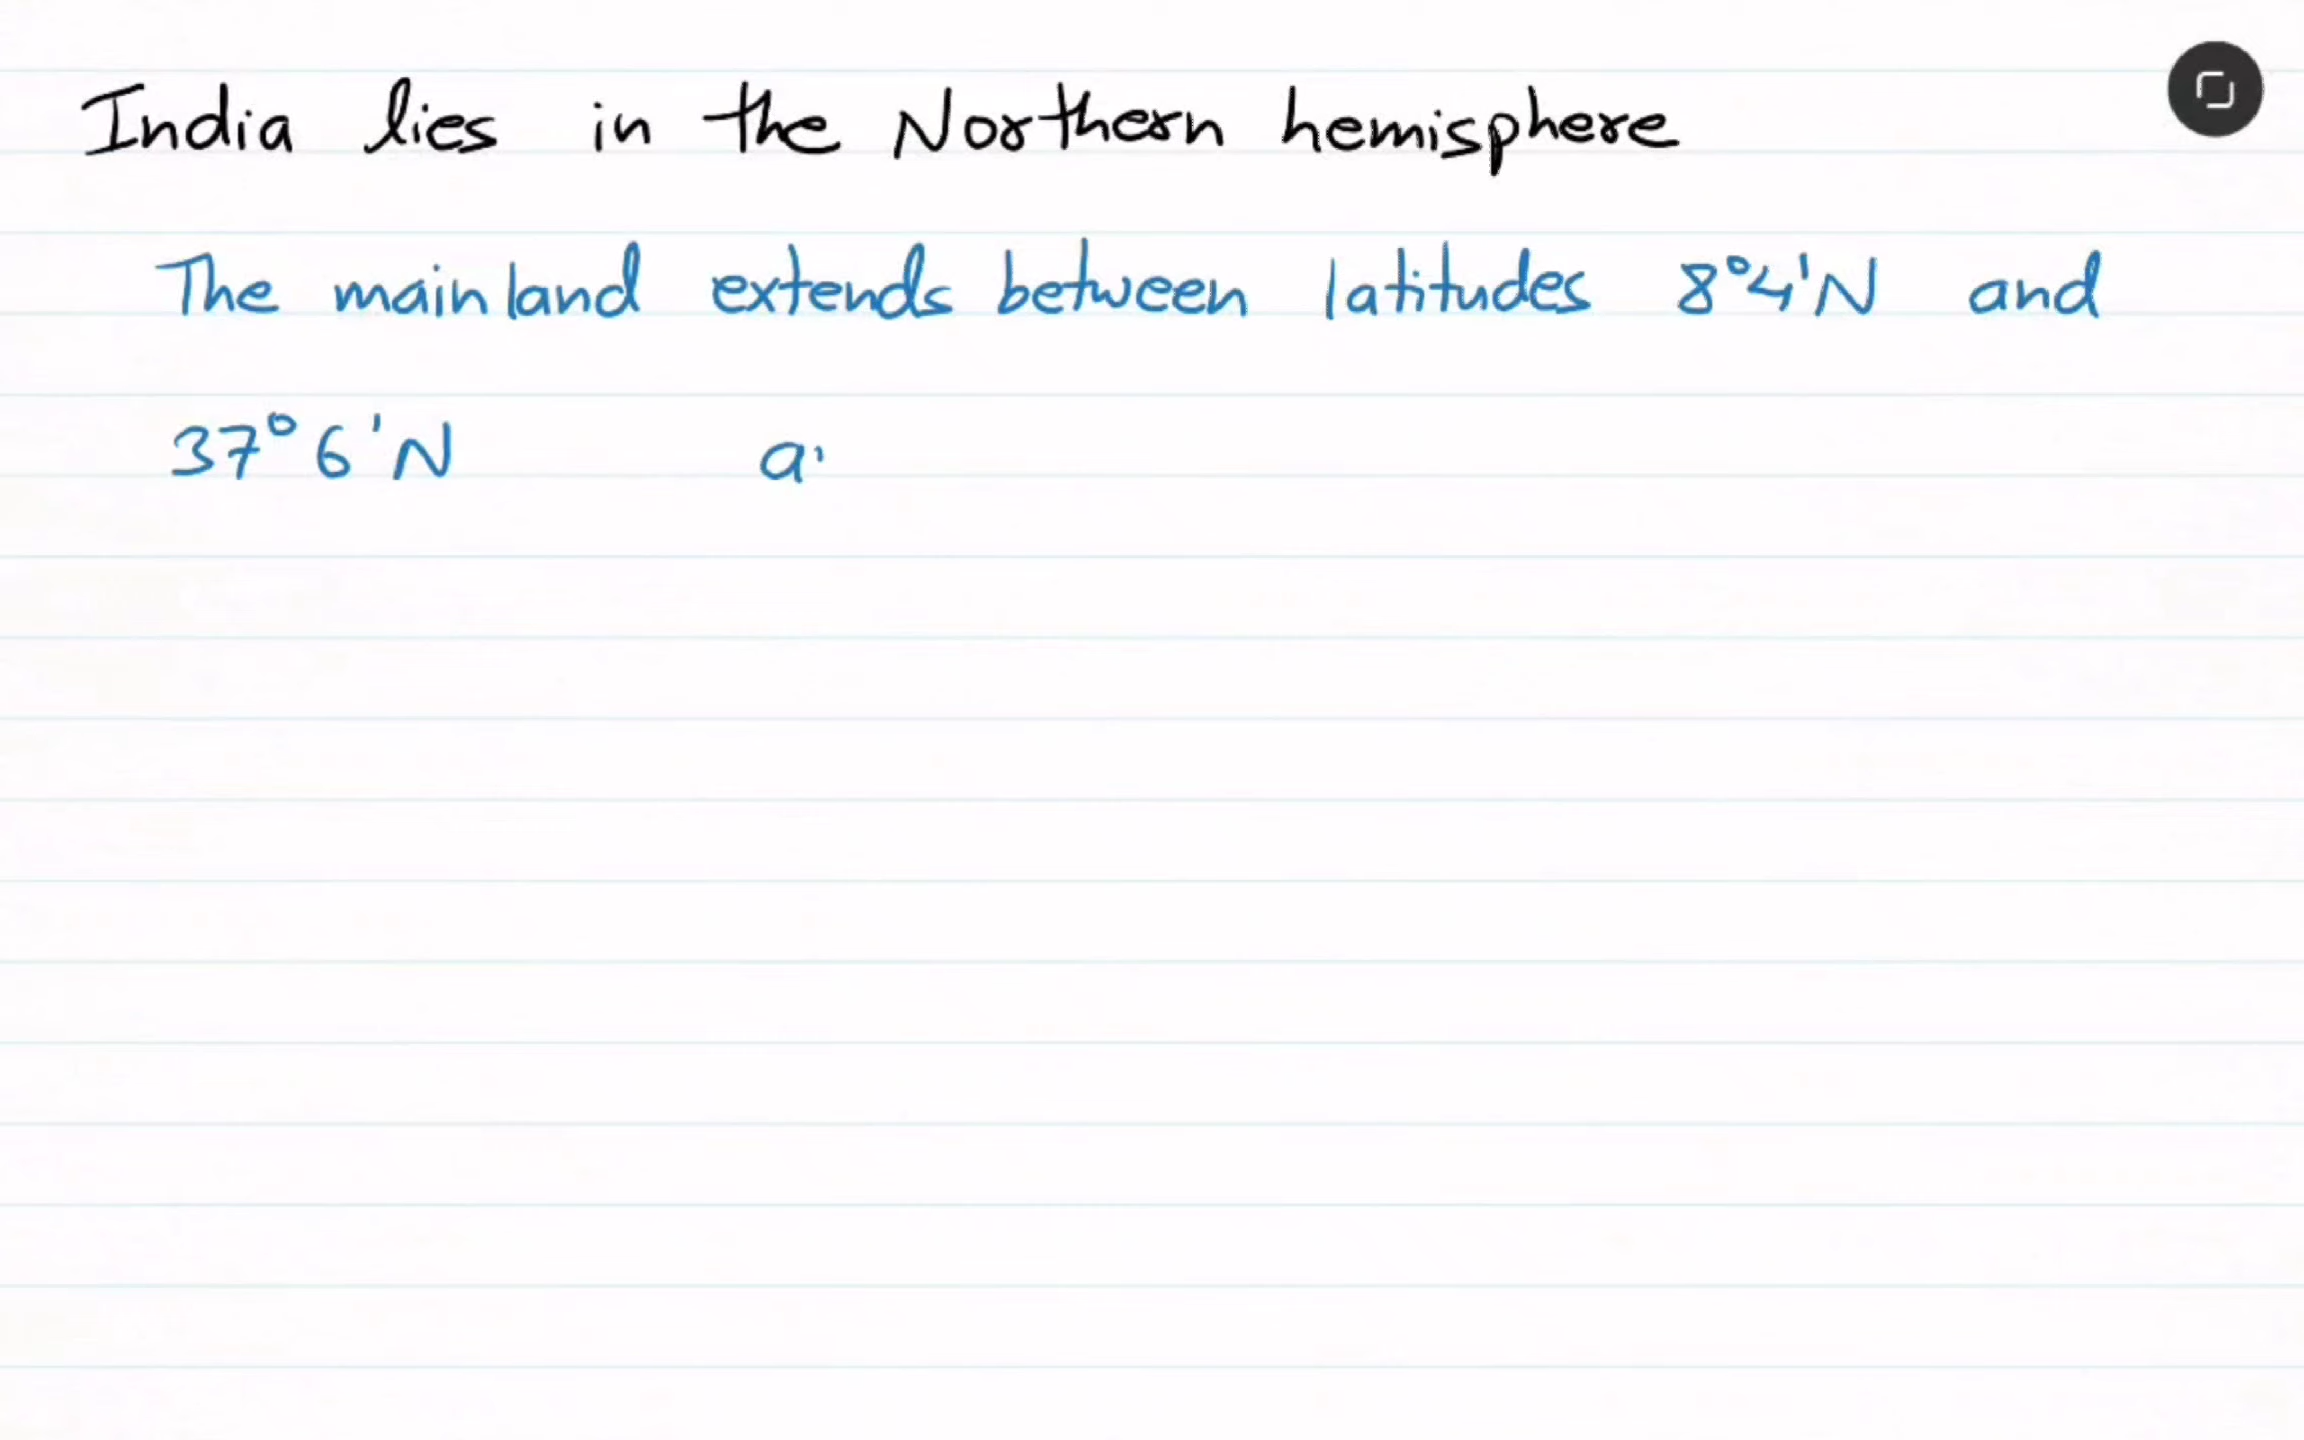 India lies in the Northern hemisphere
The mainland extends between latitudes 8°4'N and
37°6'N